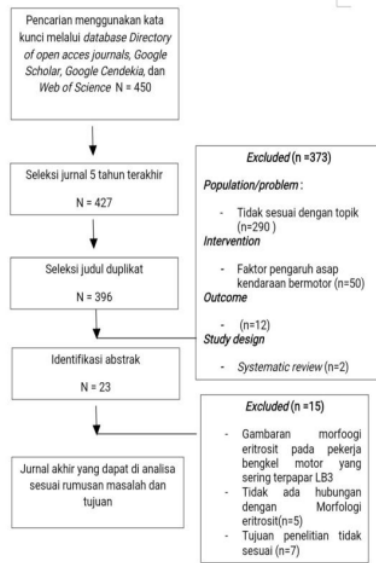 Pencarian menggunakan kata
kunci melalui database Directory
of open acces journals, Google
Scholar, Google Cendekia, dan
Web of Science N = 450
Seleksi jurnal 5 tahun terakhir
N = 427
Seleksi judul duplikat
N = 396
Identifikasi abstrak
N = 23
Jurnal akhir yang dapat di analisa
sesuai rumusan masalah dan
tujuan
Excluded (n =373)
Population/problem :
- Tidak sesuai dengan topik
(n=290 )
Intervention
- Faktor pengaruh asap
kendaraan bermotor (n=50)
Outcome
- (n=12)
Study design
- Systematic review (n=2)
Excluded (n =15)
- Gambaran morfoogi
eritrosit pada pekerja
bengkel motor yang
sering terpapar LB3
- Tidak ada hubungan
dengan Morfologi
eritrosit(n=5)
- Tujuan penelitian tidak
sesuai (n=7)